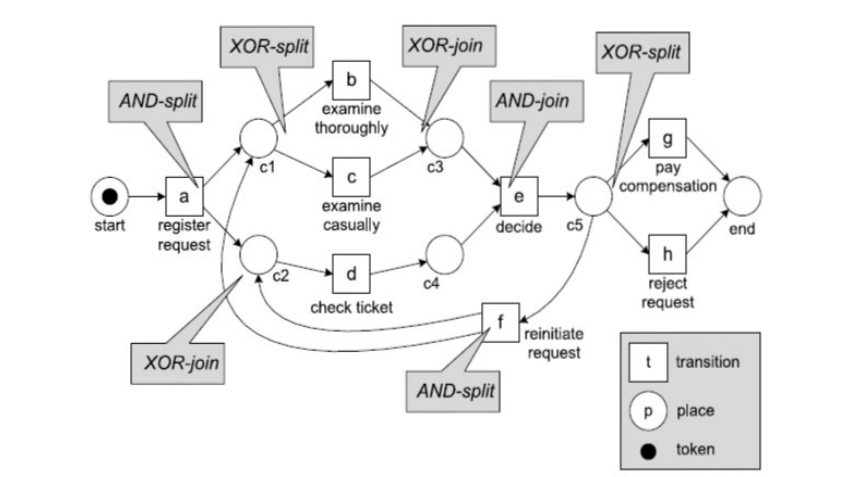 XOR-split
XOR-join
XOR-split
AND-split
AND-join
b
examine
thoroughly
c1
c3
g
pay
compensation
start
a
register
request
c
examine
casually
e
decide
c5
end
c2
d
check ticket
c4
h
reject
request
f
reinitiate
request
XOR-join
AND-split
t
transition
p
place
token